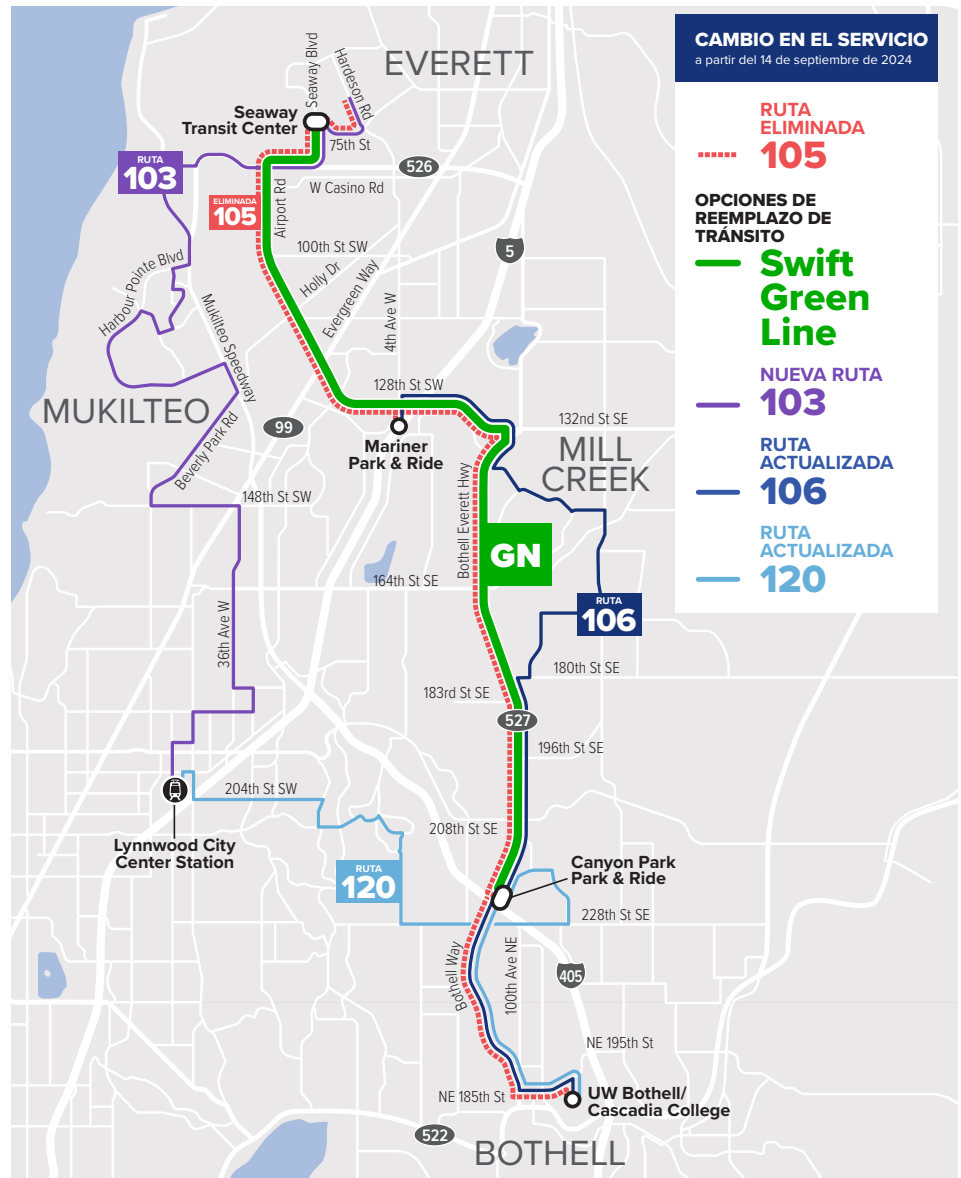 EVERETT
Seaway Blvd
Hardeson Rd
Seaway
Transit Center
75th St
RUTA
103
526
W Casino Rd
ELIMINADA
105
Airport Rd
100th St SW
5
Holly Dr
Evergreen Way
4th Ave W
Harbour Pointe Blvd
Mukilteo Speedway
128th St SW
MUKILTEO
99
132nd St SE
Mariner
Park & Ride
MILL
CREEK
Beverly Park Rd
Bothell Everett Hwy
148th St SW
GN
164th St SE
RUTA
106
36th Ave W
180th St SE
183rd St SE
527
196th St SE
204th St SW
208th St SE
Lynnwood City
Center Station
RUTA
120
Canyon Park
Park & Ride
228th St SE
Bothell Way
100th Ave NE
405
NE 195th St
NE 185th St
UW Bothell/
Cascadia College
522
BOTHELL
CAMBIO EN EL SERVICIO
a partir del 14 de septiembre de 2024
RUTA
ELIMINADA
105
OPCIONES DE
REEMPLAZO DE
TRÁNSITO
Swift
Green
Line
NUEVA RUTA
103
RUTA
ACTUALIZADA
106
RUTA
ACTUALIZADA
120